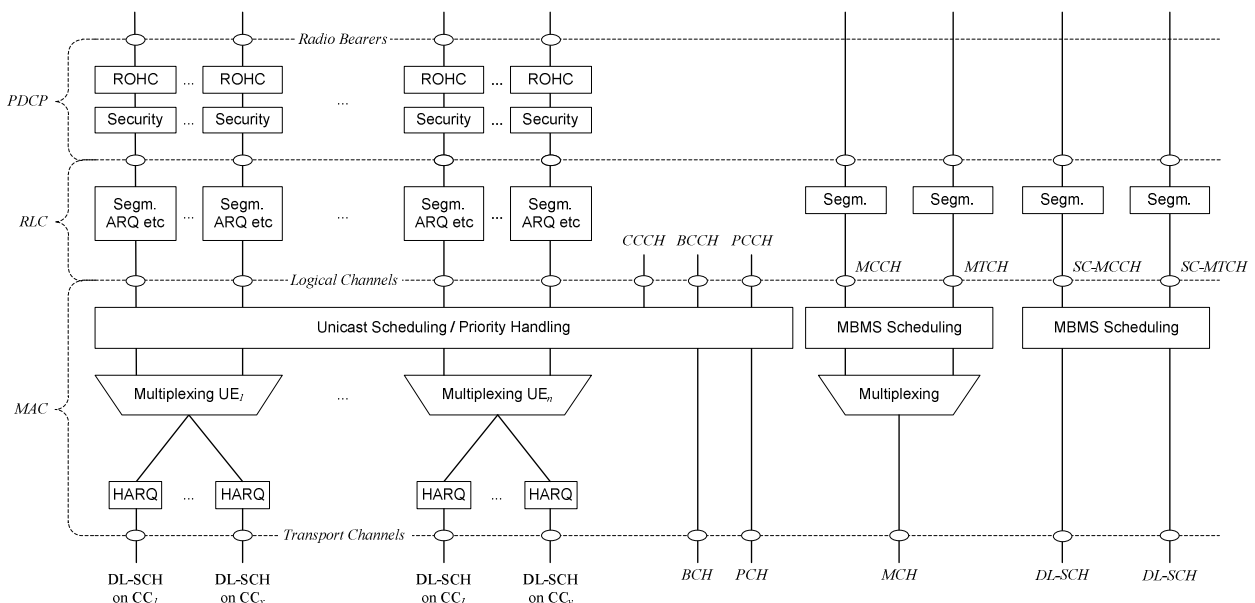 Radio Bearers
ROHC ... ROHC ROHC ... ROHC
PDCP ...
Security ... Security Security ... Security
Segm. Segm. Segm. Segm.
Segm. ... Segm. ... Segm. ... Segm.
ARQ etc ARQ etc ARQ etc ARQ etc
RLC
CCCH BCCH PCCH
MCCH MTCH SC-MCCH SC-MTCH
Logical Channels
Unicast Scheduling / Priority Handling MBMS Scheduling MBMS Scheduling
Multiplexing UE1 ... Multiplexing UEn Multiplexing
MAC
HARQ ... HARQ HARQ ... HARQ
Transport Channels
DL-SCH DL-SCH DL-SCH DL-SCH BCH PCH MCH DL-SCH DL-SCH
on CC1 on CCx on CC1 on CCy